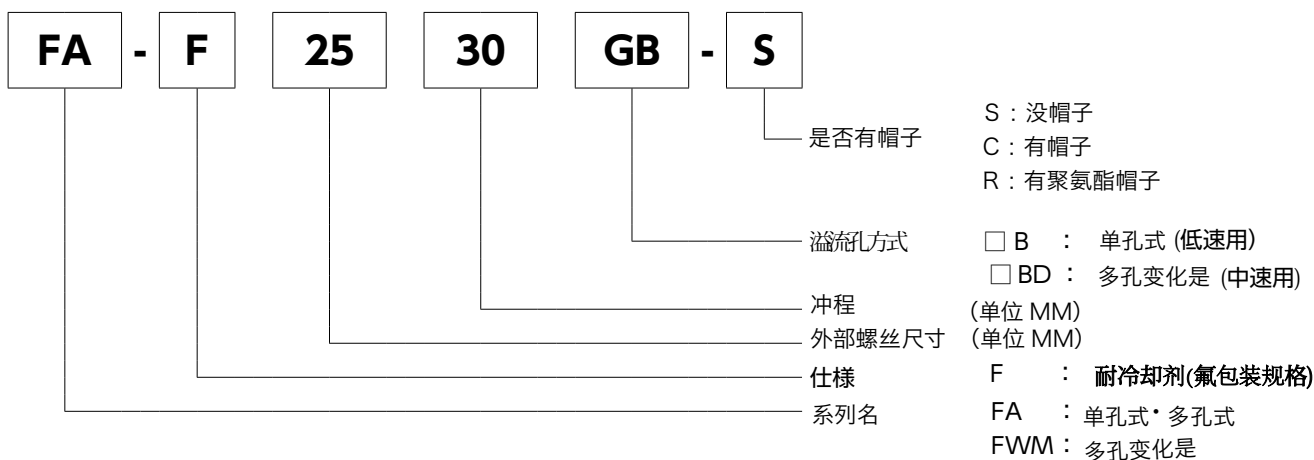 FA - F 25 30 GB - S
是否有帽子 S：没帽子
C：有帽子
R：有聚氨酯帽子
溢流孔方式 □ B ： 单孔式 (低速用)
□ BD ： 多孔变化是 (中速用)
冲程 （单位 MM）
外部螺丝尺寸 （单位 MM）
仕様 F ： 耐冷却剂(氟包装规格)
系列名 FA ：单孔式・多孔式
FWM：多孔变化是